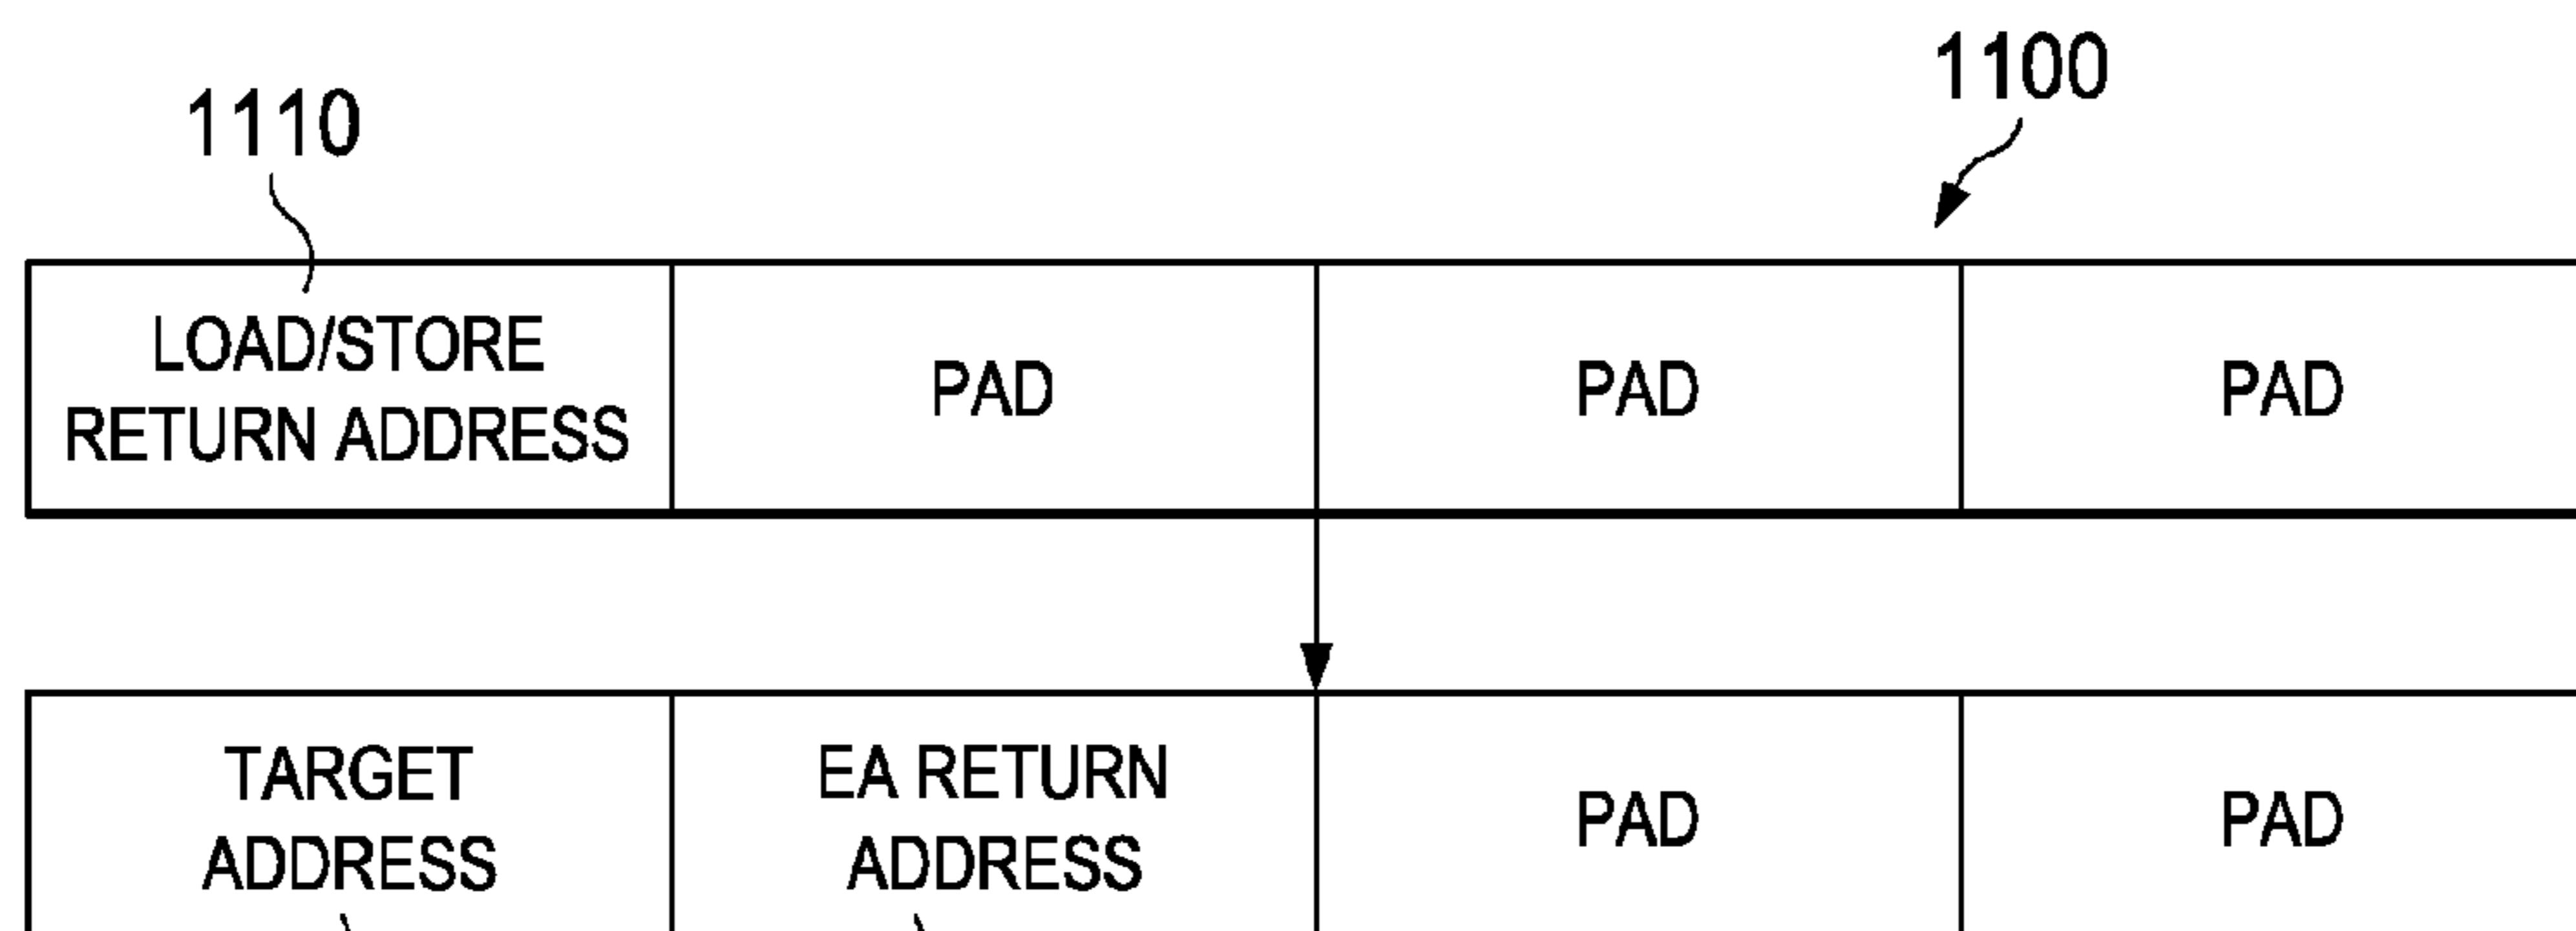 1100
1110
LOAD/STORE
RETURN ADDRESS
PAD
PAD
PAD
TARGET
ADDRESS
EA RETURN
ADDRESS
PAD
PAD